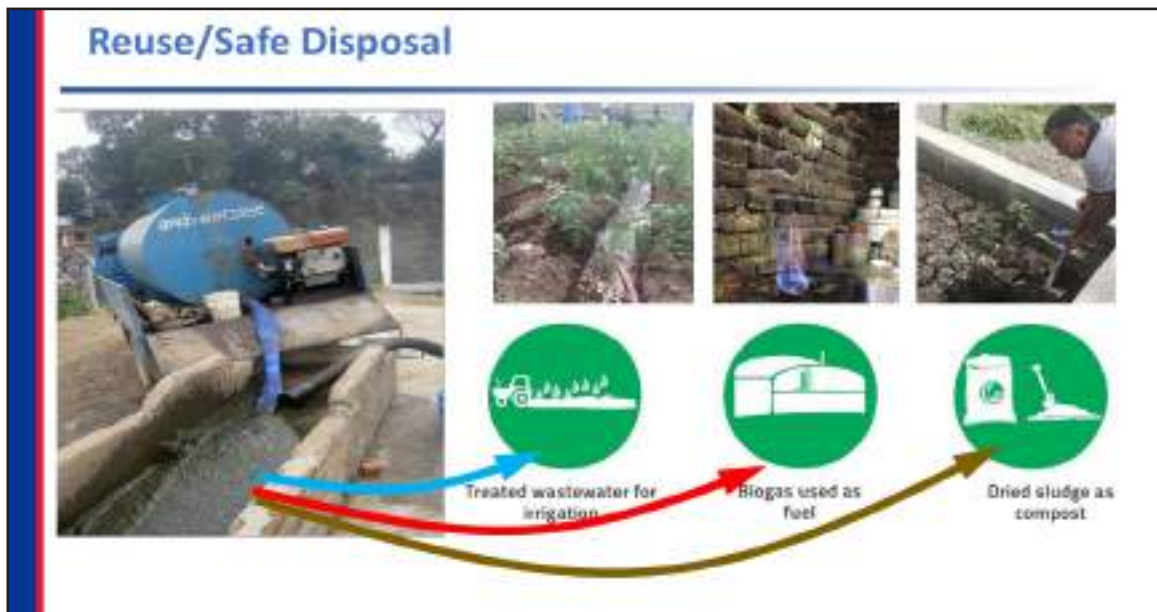 Reuse/Safe Disposal
Treated wastewater for
irrigation
Biogas used as
fuel
Dried sludge as
compost